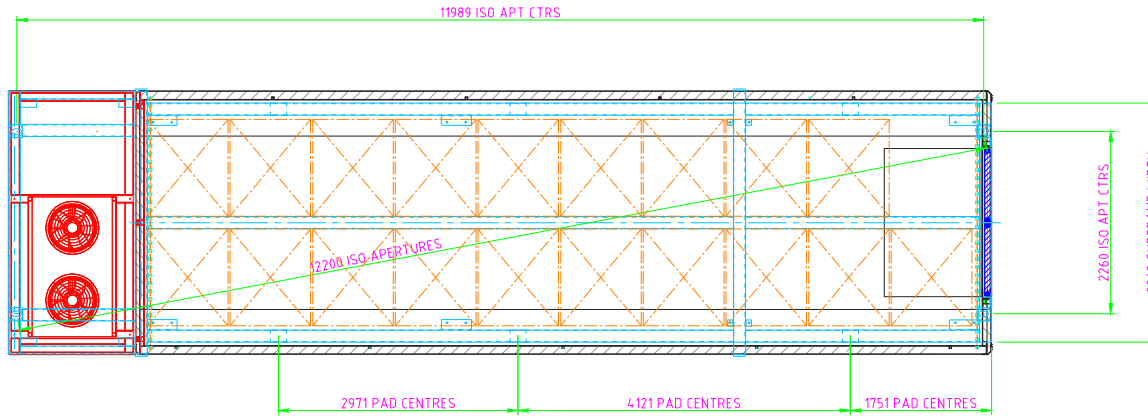 11989 ISO APT CTRS
12200 ISO APERTURES
2260 ISO APT CTRS
2971 PAD CENTRES
4121 PAD CENTRES
1751 PAD CENTRES